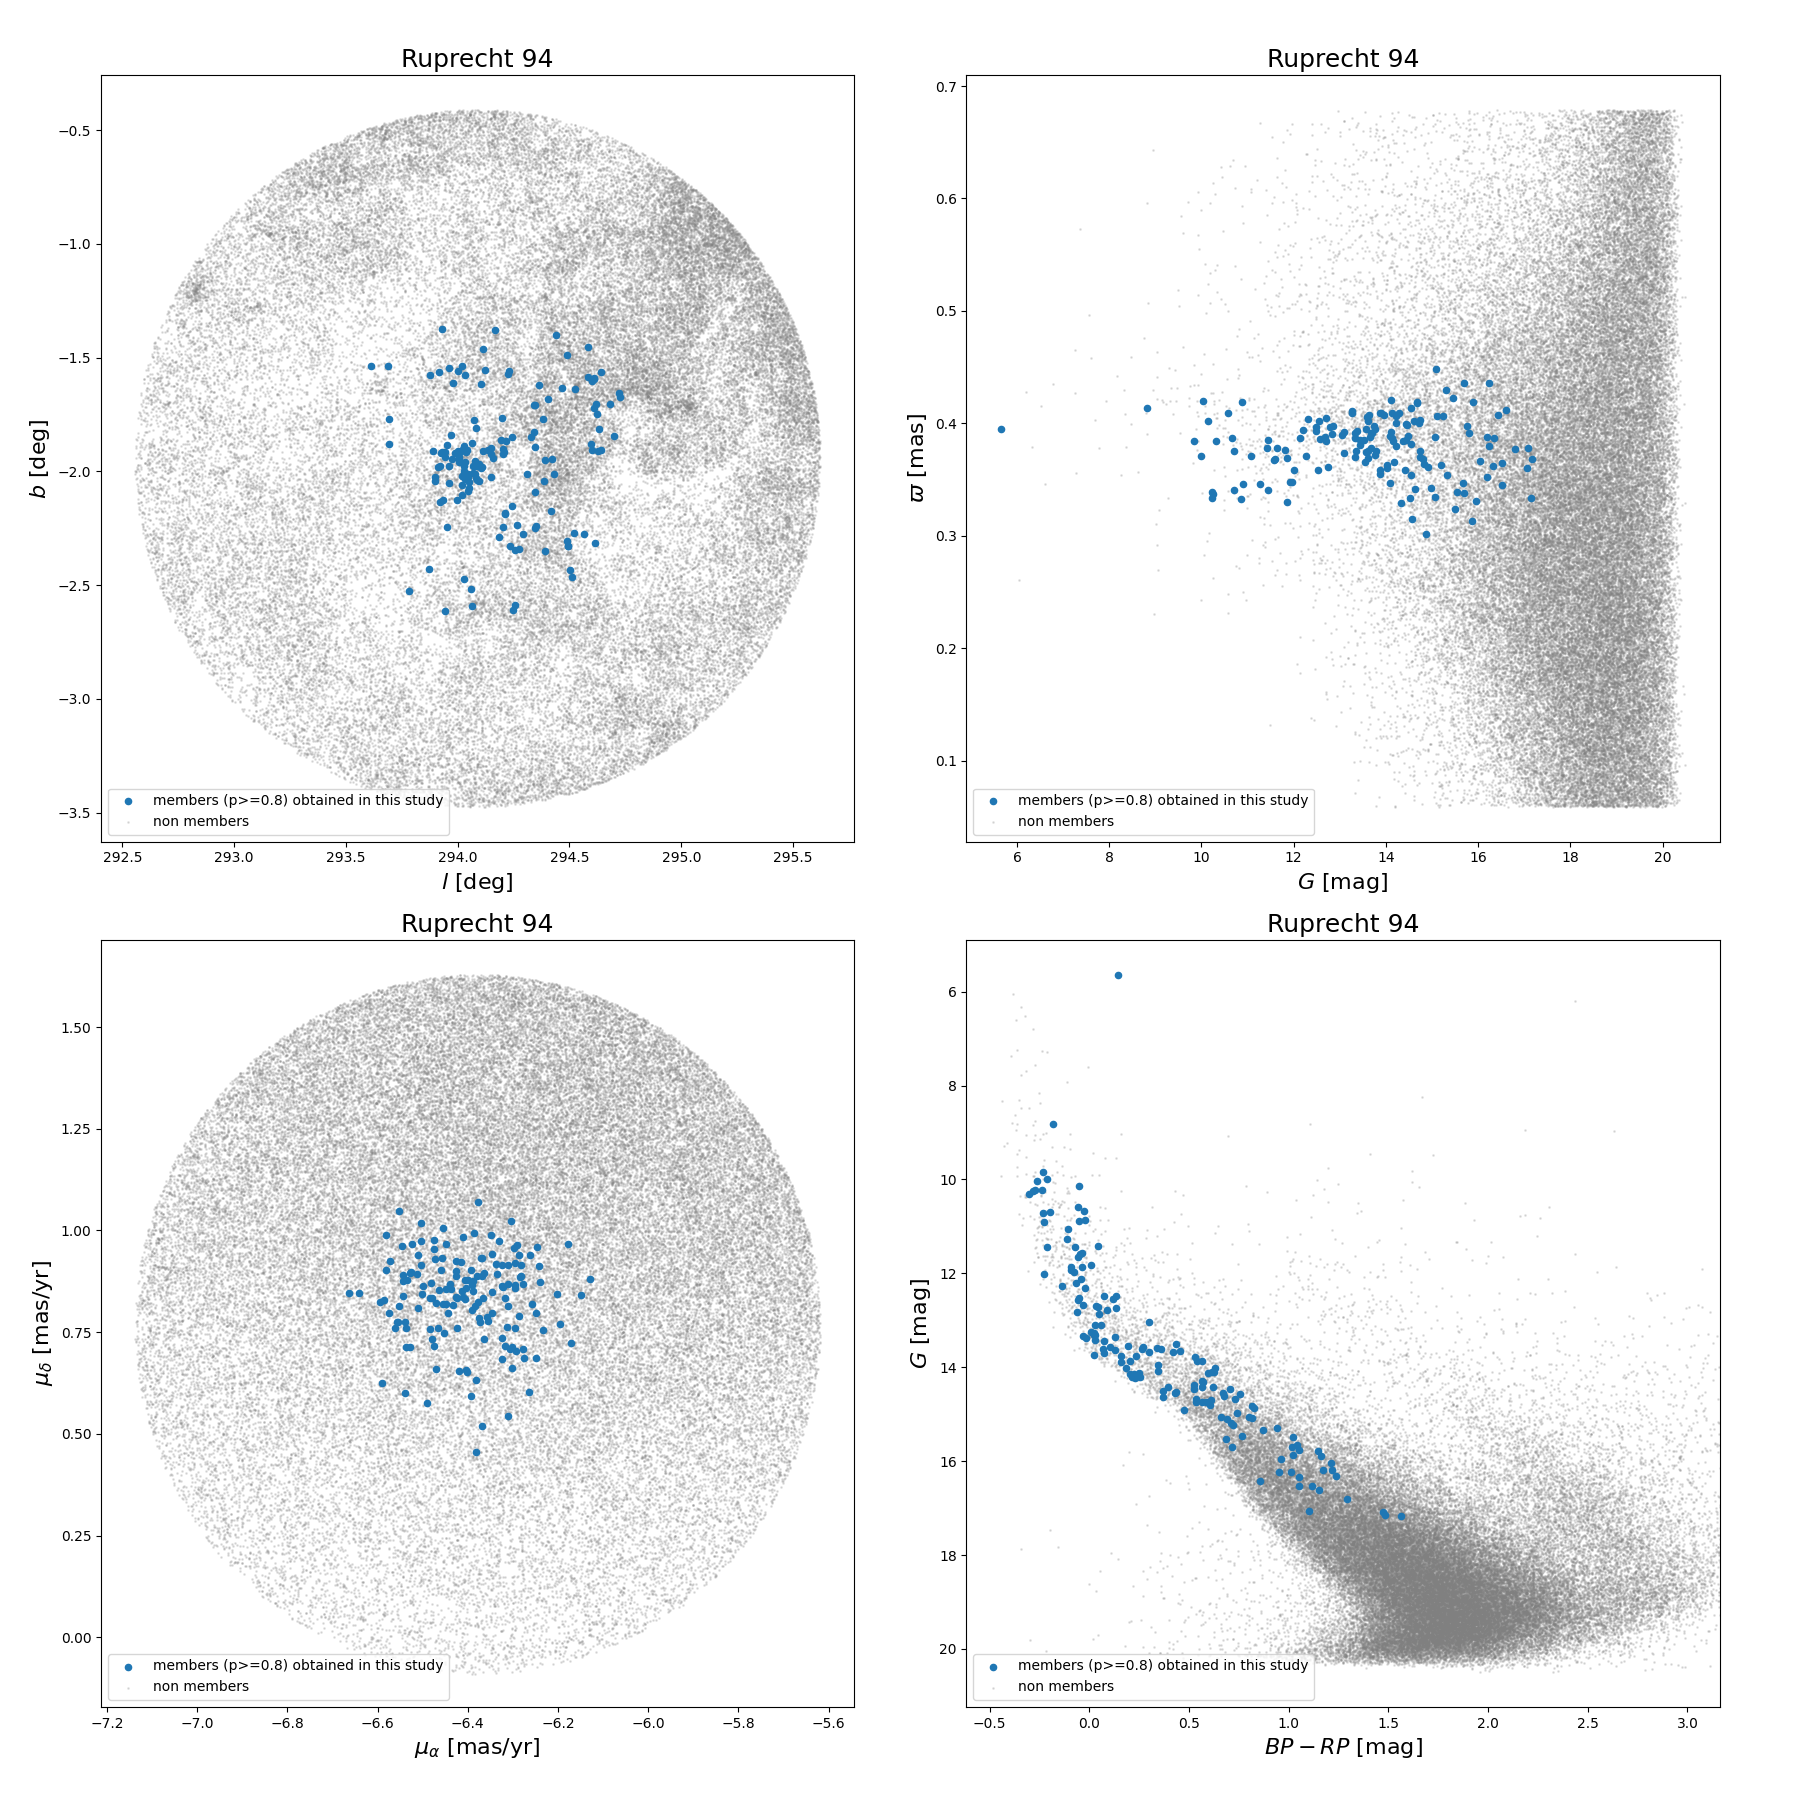 Ruprecht 94
−0.5
−1.0
−1.5
−2.0
−2.5
−3.0
−3.5
b [deg]
members (p>=0.8) obtained in this study
non members
292.5 293.0 293.5 294.0 294.5 295.0 295.5
l [deg]
Ruprecht 94
0.7
0.6
0.5
0.4
0.3
0.2
0.1
ϖ [mas]
members (p>=0.8) obtained in this study
non members
6 8 10 12 14 16 18 20
G [mag]
Ruprecht 94
1.50
1.25
1.00
0.75
0.50
0.25
0.00
μδ [mas/yr]
members (p>=0.8) obtained in this study
non members
−7.2 −7.0 −6.8 −6.6 −6.4 −6.2 −6.0 −5.8 −5.6
μα [mas/yr]
Ruprecht 94
6
8
10
12
14
16
18
20
G [mag]
members (p>=0.8) obtained in this study
non members
−0.5 0.0 0.5 1.0 1.5 2.0 2.5 3.0
BP − RP [mag]